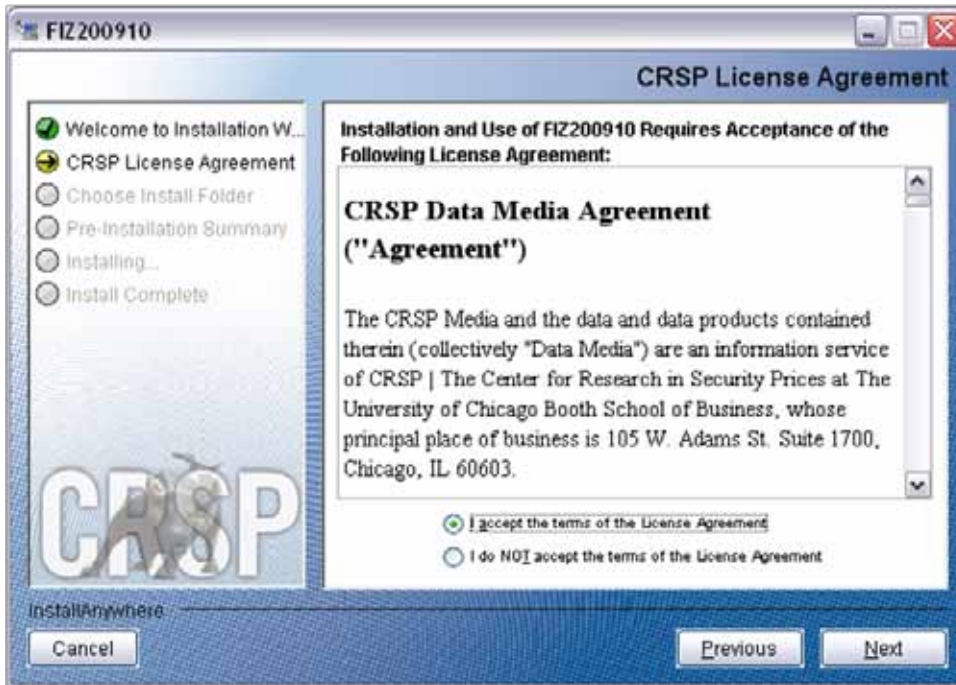 FIZ200910
CRSP License Agreement
Welcome to Installation W...
CRSP License Agreement
Choose Install Folder
Pre-Installation Summary
Installing...
Install Complete
CRSP
Installation and Use of FIZ200910 Requires Acceptance of the
Following License Agreement:
CRSP Data Media Agreement
("Agreement")
The CRSP Media and the data and data products contained
therein (collectively "Data Media") are an information service
of CRSP | The Center for Research in Security Prices at The
University of Chicago Booth School of Business, whose
principal place of business is 105 W. Adams St. Suite 1700,
Chicago, IL 60603.
I accept the terms of the License Agreement
I do NOT accept the terms of the License Agreement
InstallAnywhere
Cancel
Previous
Next